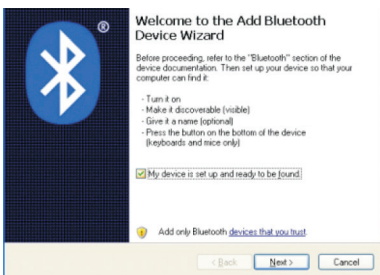 ®
Welcome to the Add Bluetooth
Device Wizard
Before proceeding, refer to the "Bluetooth" section of the
device documentation. Then set up your device so that your
computer can find it:
- Turn it on
- Make it discoverable (visible)
- Give it a name (optional)
- Press the button on the bottom of the device
(keyboards and mice only)
My device is set up and ready to be found.
Add only Bluetooth devices that you trust.
< Back
Next >
Cancel